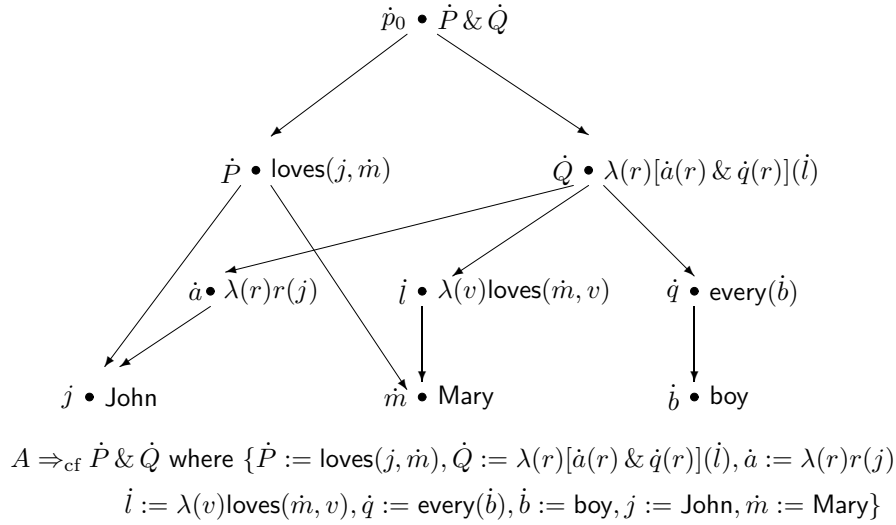 ṗ₀ • Ṗ & Q̇
Ṗ • loves(j, ṁ)
Q̇ • λ(r)[ȧ(r) & q̇(r)](l̇)
ȧ • λ(r)r(j)
l̇ • λ(v)loves(ṁ, v)
q̇ • every(ḃ)
j • John
ṁ • Mary
ḃ • boy
A ⇒cf Ṗ & Q̇ where {Ṗ := loves(j, ṁ), Q̇ := λ(r)[ȧ(r) & q̇(r)](l̇), ȧ := λ(r)r(j)
l̇ := λ(v)loves(ṁ, v), q̇ := every(ḃ), ḃ := boy, j := John, ṁ := Mary}